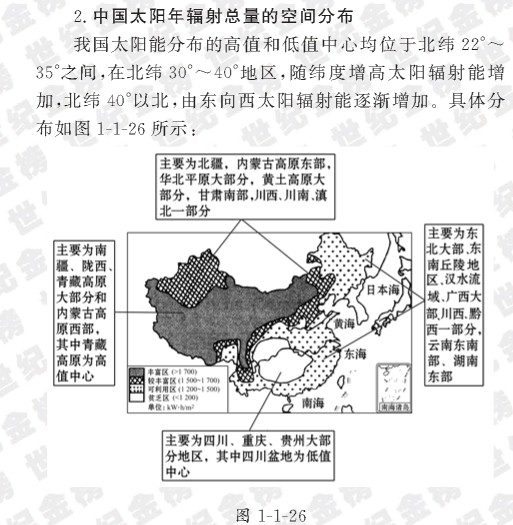 2.中国太阳年辐射总量的空间分布
我国太阳能分布的高值和低值中心均位于北纬 22°～
35°之间,在北纬 30°～40°地区,随纬度增高太阳辐射能增
加,北纬 40°以北,由东向西太阳辐射能逐渐增加。具体分
布如图 1-1-26 所示：
主要为北疆，内蒙古高原东部，
华北平原大部分，黄土高原大
部分，甘肃南部,川西、川南、滇
北一部分
主要为南
疆、陇西、
青藏高原
大部分和
内蒙古高
原西部，
其中青藏
高原为高
值中心
主要为东
北大部、东
南丘陵地
区、汉水流
域、广西大
部,川西、黔
西一部分，
云南东南
部、湖南
东部
日本海
黄海
东海
南海
南海诸岛
丰富区 (>1 700)
较丰富区 (1 500~1 700)
可利用区 (1 200~1 500)
贫乏区 (<1 200)
单位: kW·h/m²
主要为四川、重庆、贵州大部
分地区，其中四川盆地为低值
中心
图 1-1-26
世纪金榜